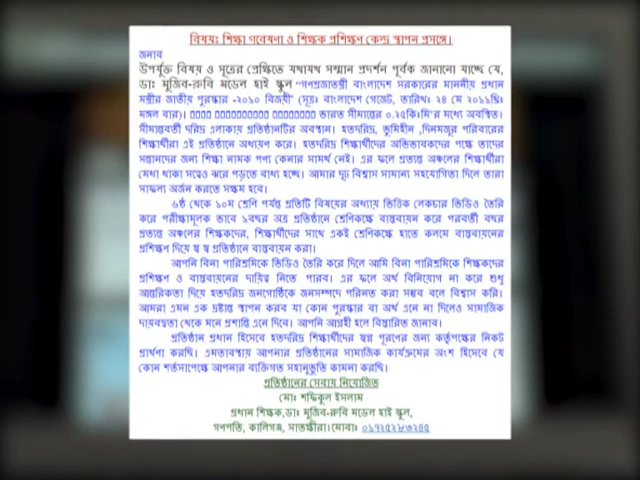 বিষয়ঃ শিক্ষা গবেষণা ও শিক্ষক প্রশিক্ষণ কেন্দ্র স্থাপন প্রসঙ্গে।
জনাব
উপর্যুক্ত বিষয় ও সূত্রের প্রেক্ষিতে যথাযথ সম্মান প্রদর্শন পূর্বক জানানো যাচ্ছে যে,
ডাঃ মুজিব-রুবি মডেল হাই স্কুল "গণপ্রজাতন্ত্রী বাংলাদেশ সরকারের মাননীয় প্রধান
মন্ত্রীর জাতীয় পুরস্কার -২০১০ বিজয়ী" (সূত্রঃ বাংলাদেশ গেজেট, তারিখঃ ২৪ মে ২০১১খ্রিঃ
মঙ্গল বার)। ভারত সীমান্তের ০.২৫কিঃমি'র মধ্যে অবস্থিত।
সীমান্তবর্তী দরিদ্র এলাকায় প্রতিষ্ঠানটির অবস্থান। হতদরিদ্র, ভুমিহীন ,দিনমজুর পরিবারের
শিক্ষার্থীরা এই প্রতিষ্ঠানে অধ্যয়ণ করে। হতদরিদ্র শিক্ষার্থীদের অভিভাবকদের পক্ষে তাদের
সন্তানদের জন্য শিক্ষা নামক পণ্য কেনার সামর্থ নেই। এর ফলে প্রত্যন্ত অঞ্চলের শিক্ষার্থীরা
মেধা থাকা সত্বেও ঝরে পড়তে বাধ্য হচ্ছে। আমার দৃঢ় বিশ্বাস সামান্য সহযোগিতা দিলে তারা
সাফল্য অর্জন করতে সক্ষম হবে।
৬ষ্ঠ থেকে ১০ম শ্রেণি পর্যন্ত প্রতিটি বিষয়ের অধ্যায় ভিত্তিক লেকচার ভিডিও তৈরি
করে পরীক্ষামূলক ভাবে ১বছর অত্র প্রতিষ্ঠানে শ্রেণিকক্ষে বাস্তবায়ন করে পরবর্তী বছর
প্রত্যন্ত অঞ্চলের শিক্ষকদের, শিক্ষার্থীদের সাথে একই শ্রেণিকক্ষে হাতে কলমে বাস্তবায়নের
প্রশিক্ষণ দিয়ে স্ব স্ব প্রতিষ্ঠানে বাস্তবায়ন করা।
আপনি বিনা পারিশ্রমিকে ভিডিও তৈরি করে দিলে আমি বিনা পারিশ্রমিকে শিক্ষকদের
প্রশিক্ষণ ও বাস্তবায়নের দায়িত্ব নিতে পারব। এর ফলে অর্থ বিনিয়োগ না করে শুধু
আন্তরিকতা দিয়ে হতদরিদ্র জনগোষ্ঠিকে জনসম্পদে পরিনত করা সম্ভব বলে বিশ্বাস করি।
আমরা এমন এক দ্রষ্টান্ত স্থাপন করব যা কোন পুরস্কার বা অর্থ এনে না দিলেও সামাজিক
দায়বদ্ধতা থেকে মনে প্রশান্তি এনে দিবে। আপনি আগ্রহী হলে বিস্তারিত জানাব।
প্রতিষ্ঠান প্রধান হিসেবে হতদরিদ্র শিক্ষার্থীদের স্বপ্ন পূরণের জন্য কর্তৃপক্ষের নিকট
প্রার্থণা করছি। এমতাবস্থায় আপনার প্রতিষ্ঠানের সামাজিক কার্যক্রমের অংশ হিসেবে যে
কোন শর্তসাপেক্ষে আপনার ব্যক্তিগত সহানুভুতি কামনা করছি।
প্রতিষ্ঠানের সেবায় নিয়োজিত
মোঃ শফিকুল ইসলাম
প্রধান শিক্ষক,ডাঃ মুজিব-রুবি মডেল হাই স্কুল,
গণপতি, কালিগঞ্জ, সাতক্ষীরা।মোবাঃ ০১৭২৫২৮৩২৪৫